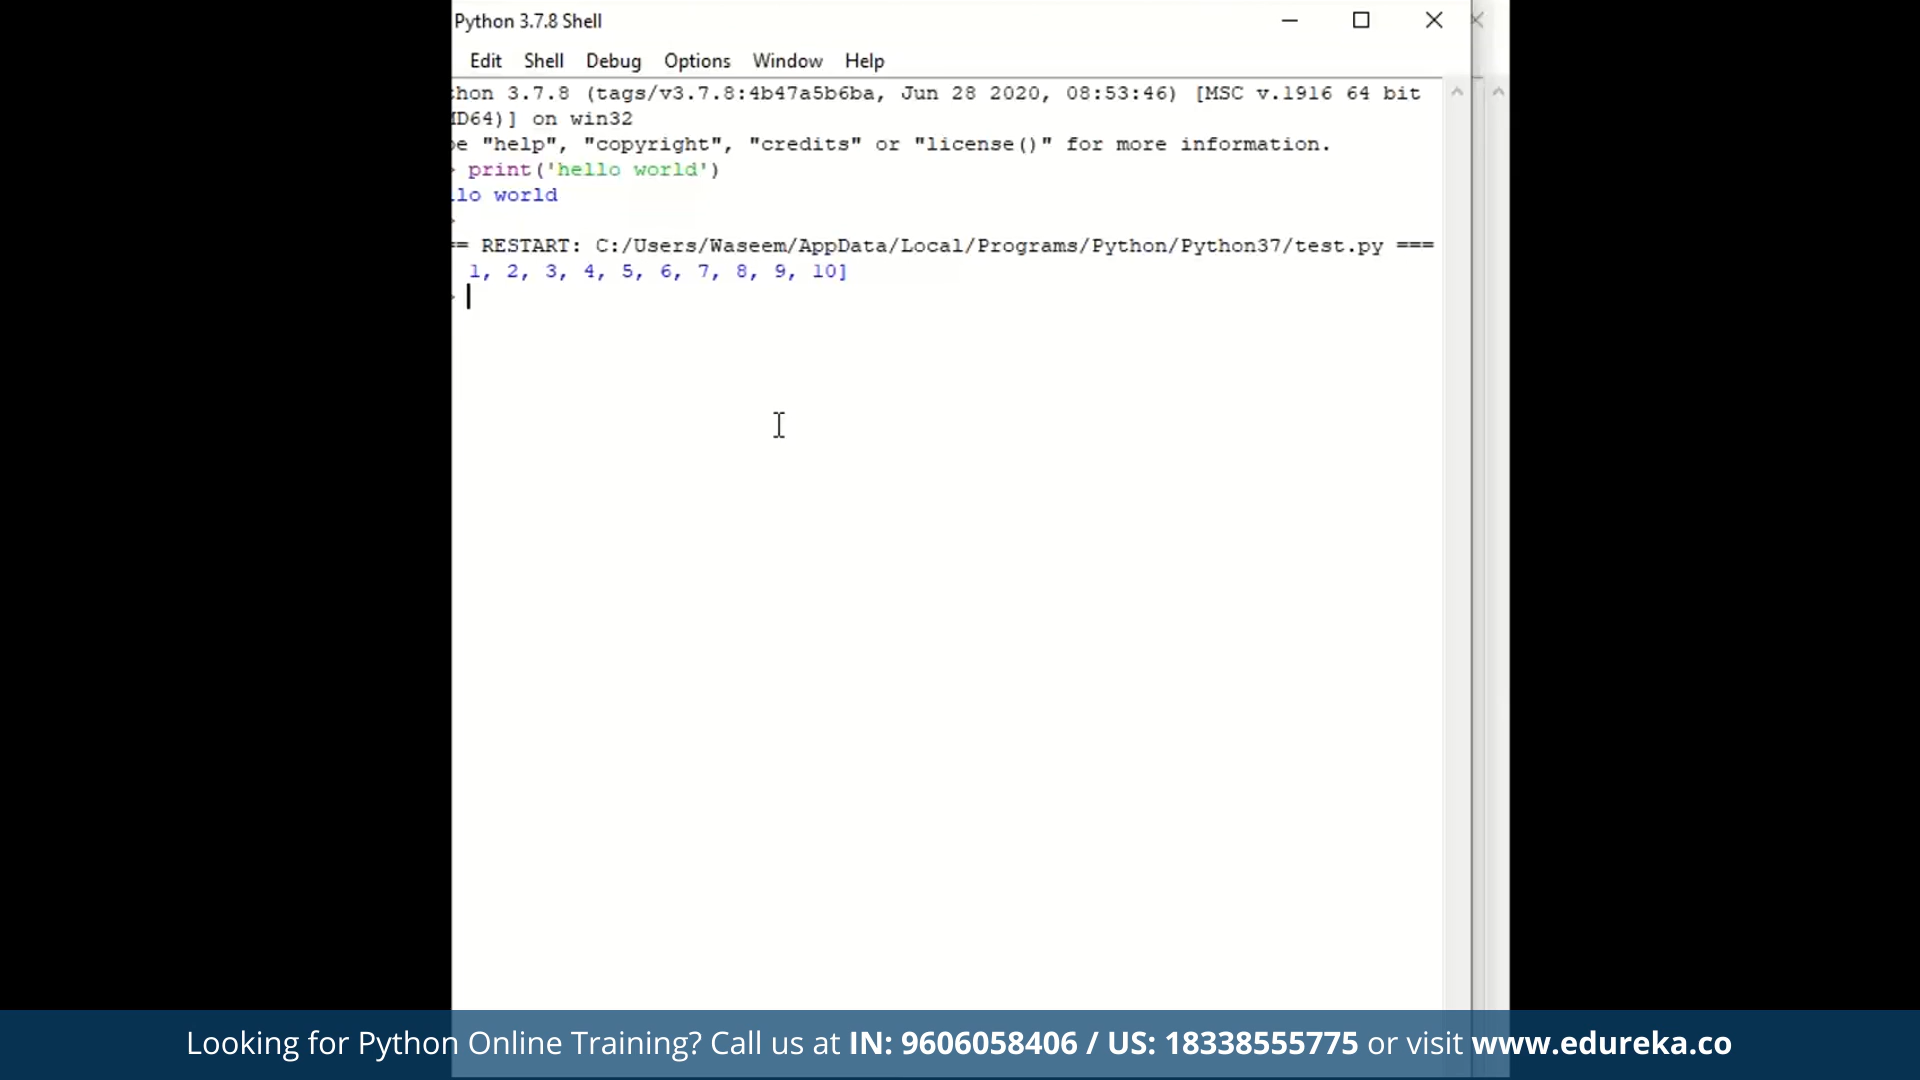 Python 3.7.8 Shell
Edit Shell Debug Options Window Help
hon 3.7.8 (tags/v3.7.8:4b47a5b6ba, Jun 28 2020, 08:53:46) [MSC v.1916 64 bit
MD64)] on win32
e "help", "copyright", "credits" or "license()" for more information.
print('hello world')
lo world
== RESTART: C:/Users/Waseem/AppData/Local/Programs/Python/Python37/test.py ===
1, 2, 3, 4, 5, 6, 7, 8, 9, 10]
Looking for Python Online Training? Call us at IN: 9606058406 / US: 18338555775 or visit www.edureka.co